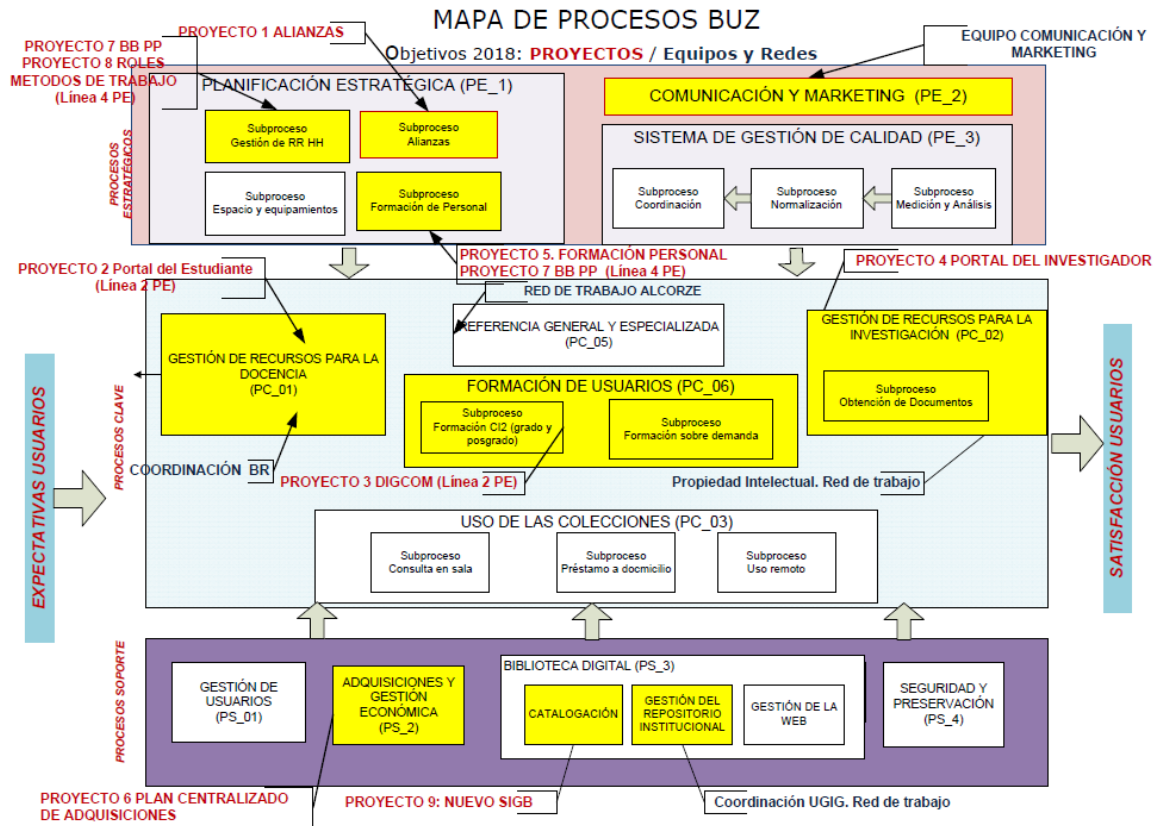 MAPA DE PROCESOS BUZ
Objetivos 2018: PROYECTOS / Equipos y Redes
PROYECTO 1 ALIANZAS
PROYECTO 7 BB PP
PROYECTO 8 ROLES
METODOS DE TRABAJO
(Línea 4 PE)
EQUIPO COMUNICACIÓN Y
MARKETING
PROCESOS
ESTRATÉGICOS
PLANIFICACIÓN ESTRATÉGICA (PE_1)
Subproceso
Gestión de RR HH
Subproceso
Alianzas
Subproceso
Espacio y equipamientos
Subproceso
Formación de Personal
COMUNICACIÓN Y MARKETING (PE_2)
SISTEMA DE GESTIÓN DE CALIDAD (PE_3)
Subproceso
Coordinación
Subproceso
Normalización
Subproceso
Medición y Análisis
PROYECTO 2 Portal del Estudiante
(Línea 2 PE)
PROYECTO 5. FORMACIÓN PERSONAL
PROYECTO 7 BB PP (Línea 4 PE)
PROYECTO 4 PORTAL DEL INVESTIGADOR
RED DE TRABAJO ALCORZE
EXPECTATIVAS USUARIOS
PROCESOS CLAVE
GESTIÓN DE RECURSOS PARA LA
DOCENCIA
(PC_01)
REFERENCIA GENERAL Y ESPECIALIZADA
(PC_05)
GESTIÓN DE RECURSOS PARA LA
INVESTIGACIÓN (PC_02)
Subproceso
Obtención de Documentos
FORMACIÓN DE USUARIOS (PC_06)
Subproceso
Formación CI2 (grado y
posgrado)
Subproceso
Formación sobre demanda
COORDINACIÓN BR
PROYECTO 3 DIGCOM (Línea 2 PE)
Propiedad Intelectual. Red de trabajo
SATISFACCIÓN USUARIOS
USO DE LAS COLECCIONES (PC_03)
Subproceso
Consulta en sala
Subproceso
Préstamo a docmicilio
Subproceso
Uso remoto
PROCESOS SOPORTE
GESTIÓN DE
USUARIOS
(PS_01)
ADQUISICIONES Y
GESTIÓN
ECONÓMICA
(PS_2)
BIBLIOTECA DIGITAL (PS_3)
CATALOGACIÓN
GESTIÓN DEL
REPOSITORIO
INSTITUCIONAL
GESTIÓN DE LA
WEB
SEGURIDAD Y
PRESERVACIÓN
(PS_4)
PROYECTO 6 PLAN CENTRALIZADO
DE ADQUISICIONES
PROYECTO 9: NUEVO SIGB
Coordinación UGIG. Red de trabajo